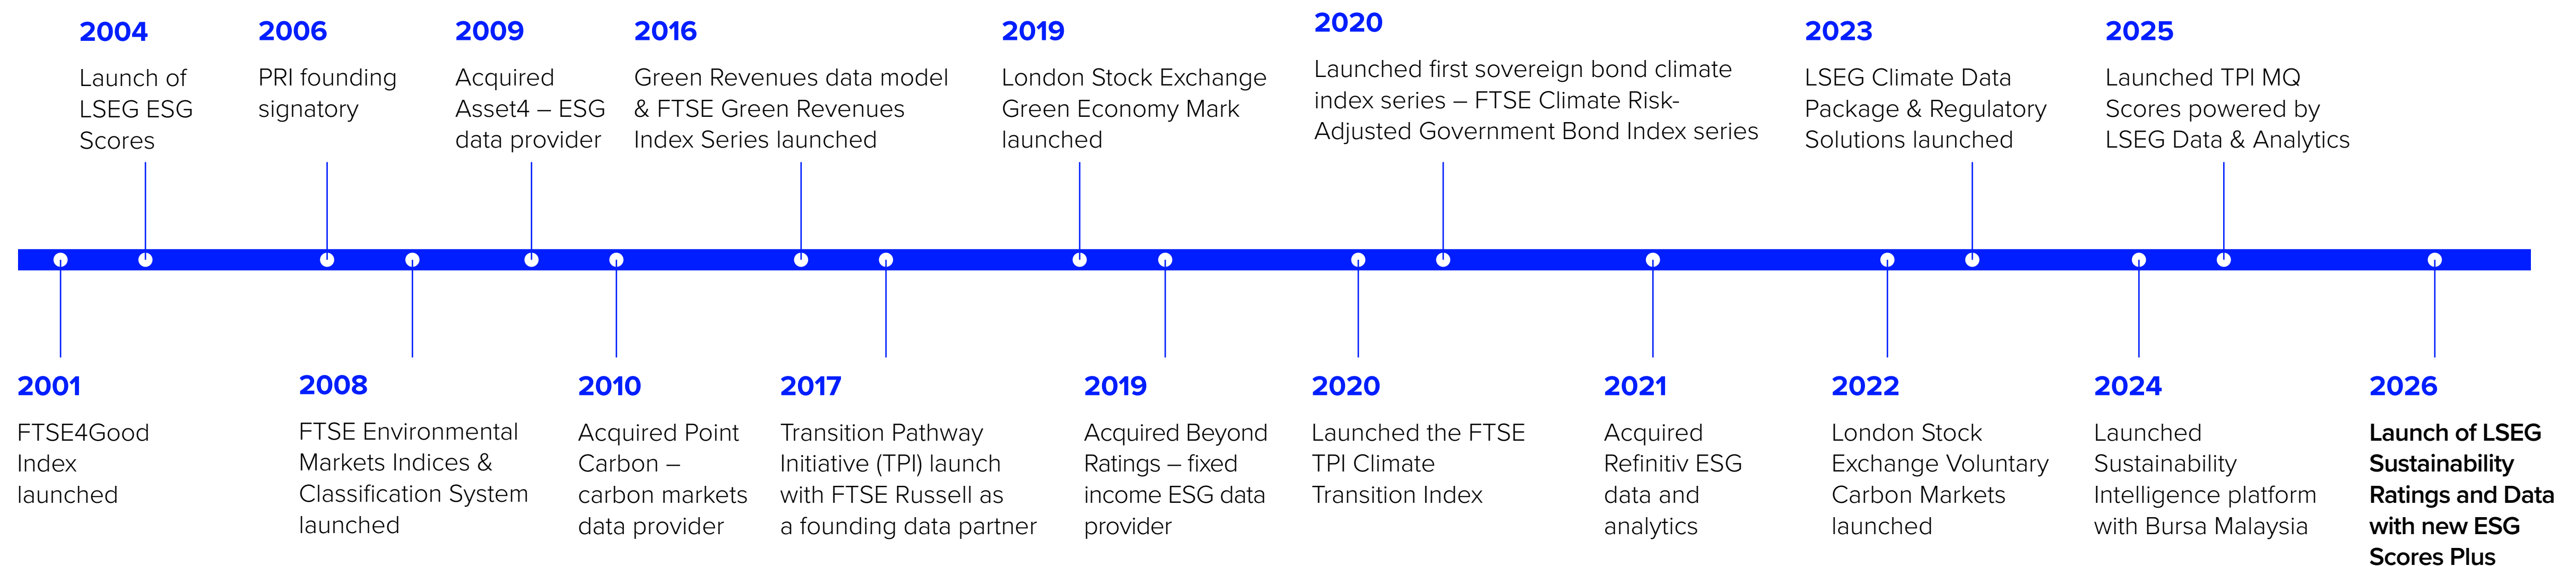 2004
Launch of
LSEG ESG
Scores
2006
PRI founding
signatory
2009
Acquired
Asset4 – ESG
data provider
2016
Green Revenues data model
& FTSE Green Revenues
Index Series launched
2019
London Stock Exchange
Green Economy Mark
launched
2020
Launched first sovereign bond climate
index series – FTSE Climate Risk-
Adjusted Government Bond Index series
2023
LSEG Climate Data
Package & Regulatory
Solutions launched
2025
Launched TPI MQ
Scores powered by
LSEG Data & Analytics
2001
FTSE4Good
Index
launched
2008
FTSE Environmental
Markets Indices &
Classification System
launched
2010
Acquired Point
Carbon –
carbon markets
data provider
2017
Transition Pathway
Initiative (TPI) launch
with FTSE Russell as
a founding data partner
2019
Acquired Beyond
Ratings – fixed
income ESG data
provider
2020
Launched the FTSE
TPI Climate
Transition Index
2021
Acquired
Refinitiv ESG
data and
analytics
2022
London Stock
Exchange Voluntary
Carbon Markets
launched
2024
Launched
Sustainability
Intelligence platform
with Bursa Malaysia
2026
Launch of LSEG
Sustainability
Ratings and Data
with new ESG
Scores Plus